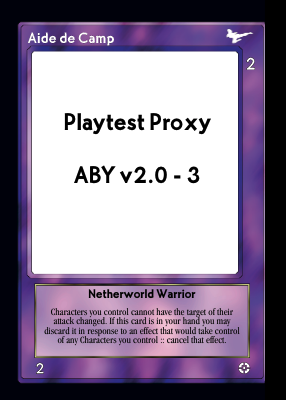 Aide de Camp
2
Playtest Proxy
ABY v2.0 - 3
Netherworld Warrior
Characters you control cannot have the target of their
attack changed. If this card is in your hand you may
discard it in response to an effect that would take control
of any Characters you control :: cancel that effect.
2